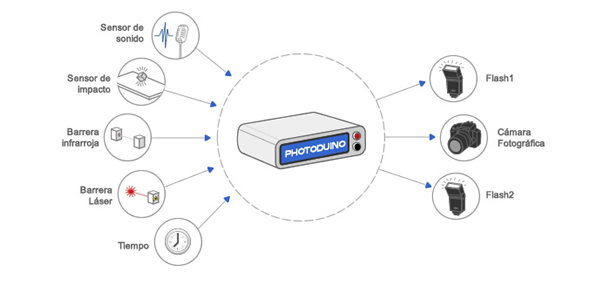 Sensor de
sonido
Sensor de
impacto
Barrera
infrarroja
Barrera
Láser
Tiempo
PHOTODUINO
Flash1
Cámara
Fotográfica
Flash2